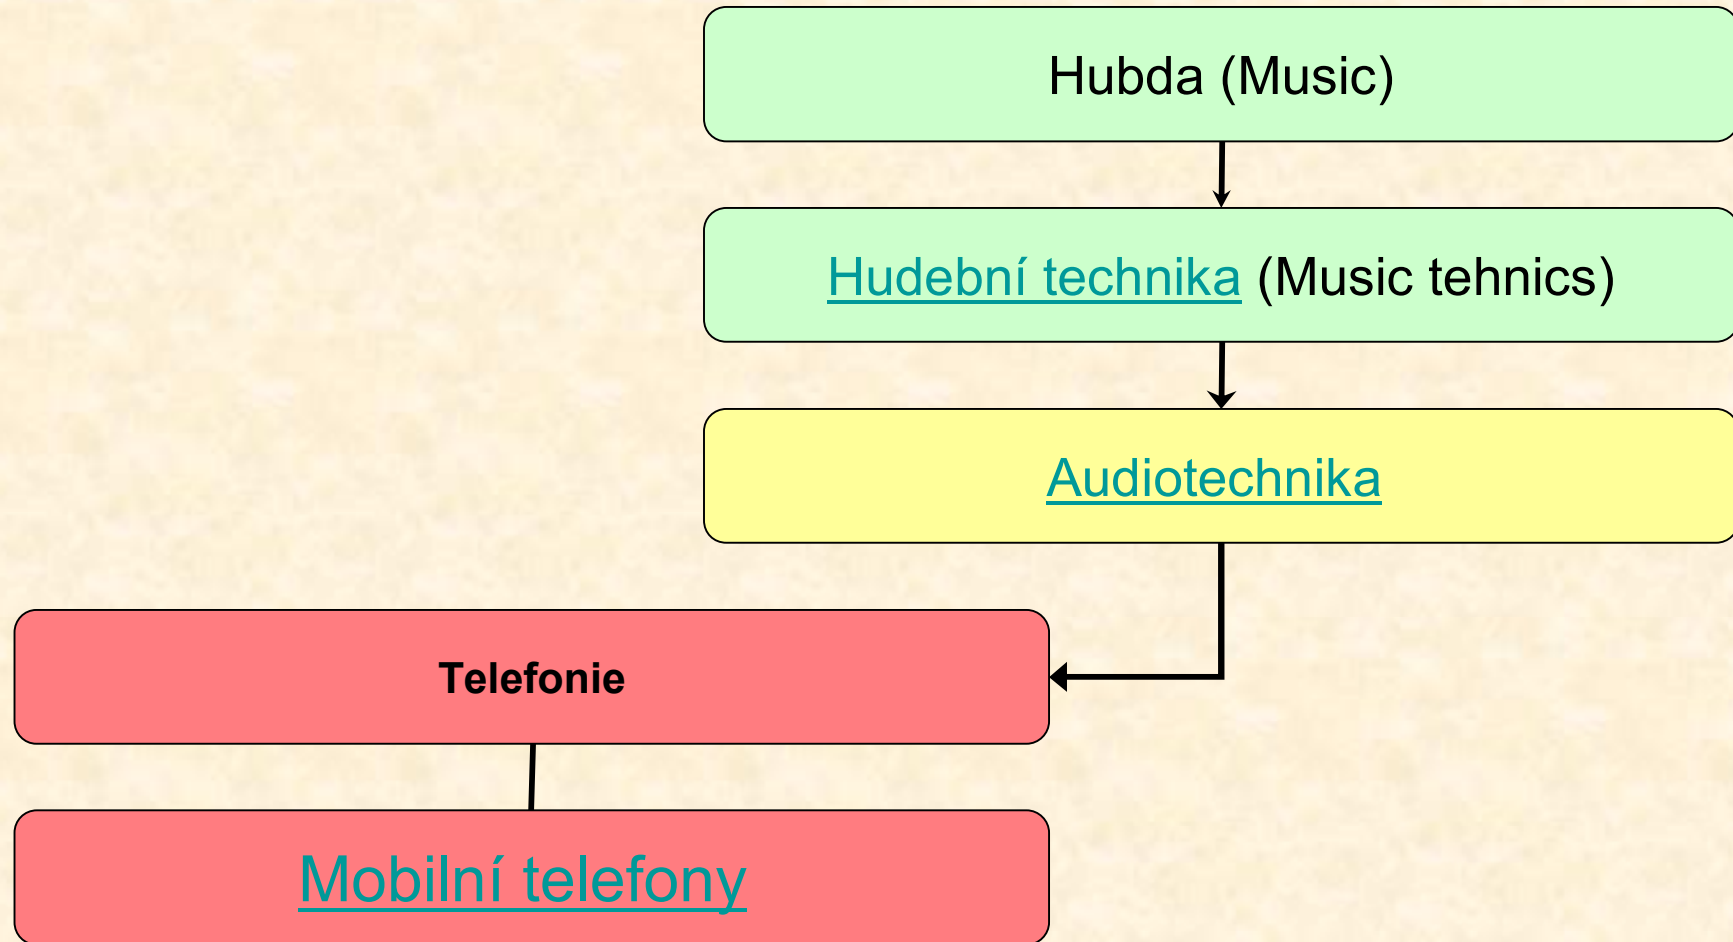 Hubda (Music)
Hudební technika (Music tehnics)
Audiotechnika
Telefonie
Mobilní telefony